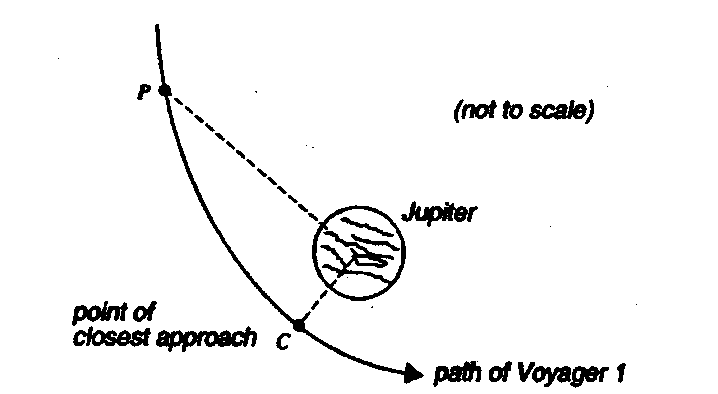 P
(not to scale)
Jupiter
point of
closest approach
C
path of Voyager 1